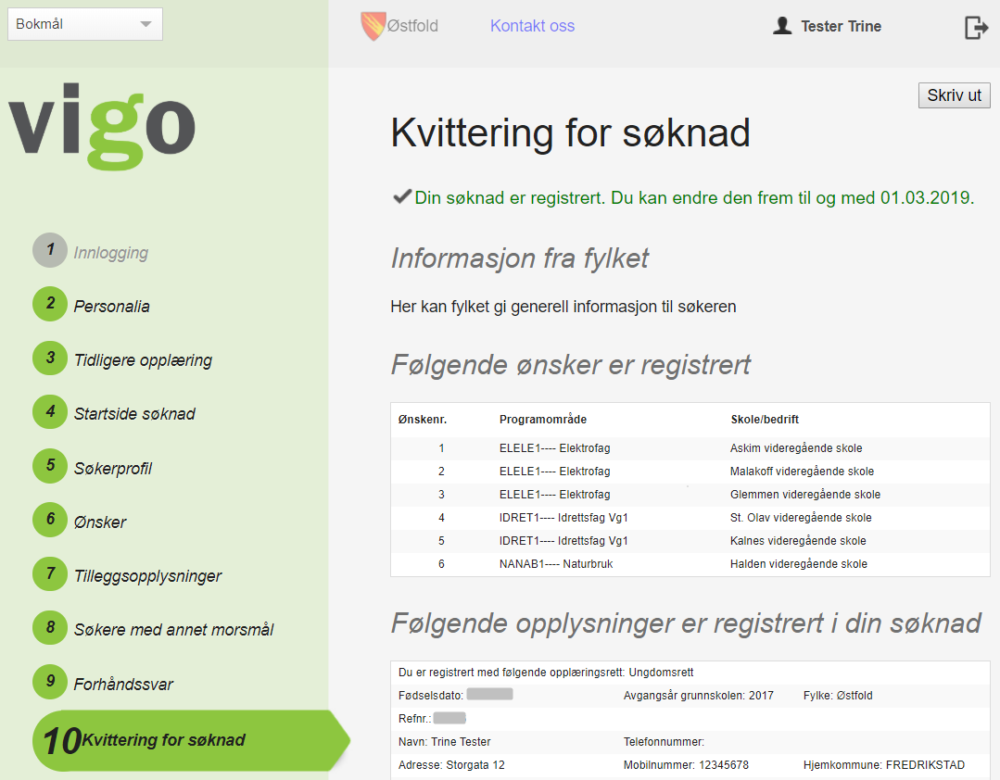 Bokmål
Østfold
Kontakt oss
Tester Trine
vigo
1 Innlogging
2 Personalia
3 Tidligere opplæring
4 Startside søknad
5 Søkerprofil
6 Ønsker
7 Tilleggsopplysninger
8 Søkere med annet morsmål
9 Forhåndssvar
10 Kvittering for søknad
Skriv ut
Kvittering for søknad
Din søknad er registrert. Du kan endre den frem til og med 01.03.2019.
Informasjon fra fylket
Her kan fylket gi generell informasjon til søkeren
Følgende ønsker er registrert
Ønskenr. Programområde Skole/bedrift
1 ELELE1---- Elektrofag Askim videregående skole
2 ELELE1---- Elektrofag Malakoff videregående skole
3 ELELE1---- Elektrofag Glemmen videregående skole
4 IDRET1---- Idrettsfag Vg1 St. Olav videregående skole
5 IDRET1---- Idrettsfag Vg1 Kalnes videregående skole
6 NANAB1---- Naturbruk Halden videregående skole
Følgende opplysninger er registrert i din søknad
Du er registrert med følgende opplæringsrett: Ungdomsrett
Fødselsdato: Avgangsår grunnskolen: 2017 Fylke: Østfold
Refnr.:
Navn: Trine Tester Telefonnummer:
Adresse: Storgata 12 Mobilnummer: 12345678 Hjemkommune: FREDRIKSTAD